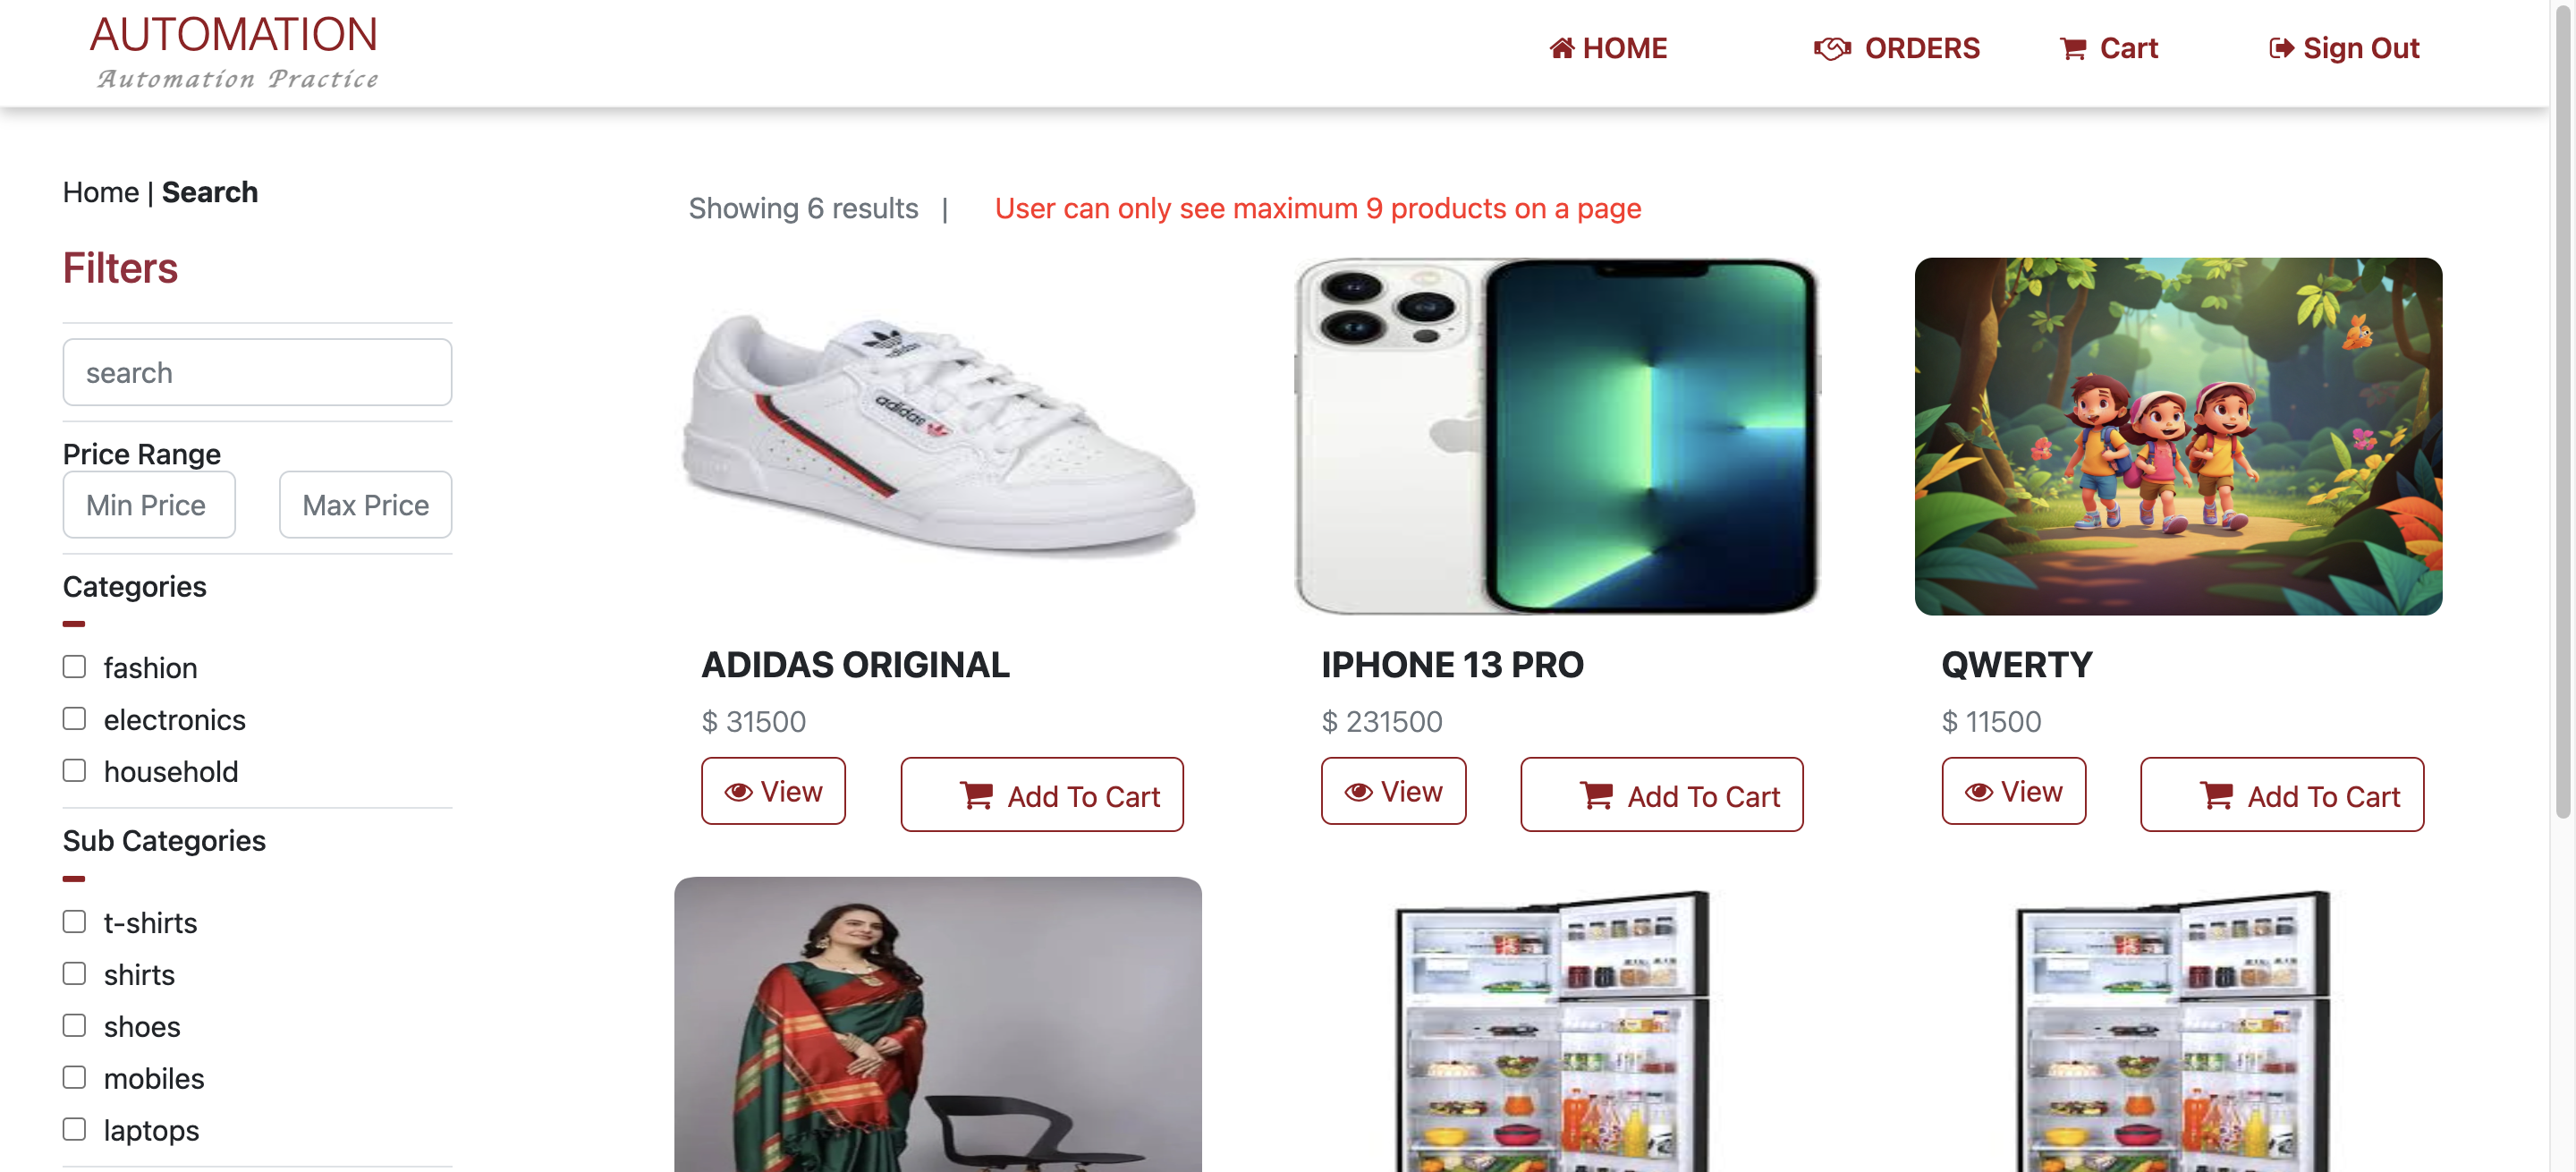 AUTOMATION
Automation Practice
HOME
ORDERS
Cart
Sign Out
Home | Search
Filters
search
Price Range
Min Price
Max Price
Categories
fashion
electronics
household
Sub Categories
t-shirts
shirts
shoes
mobiles
laptops
Showing 6 results |
User can only see maximum 9 products on a page
adidas
adidas
ADIDAS ORIGINAL
$ 31500
View
Add To Cart
IPHONE 13 PRO
$ 231500
View
Add To Cart
QWERTY
$ 11500
View
Add To Cart